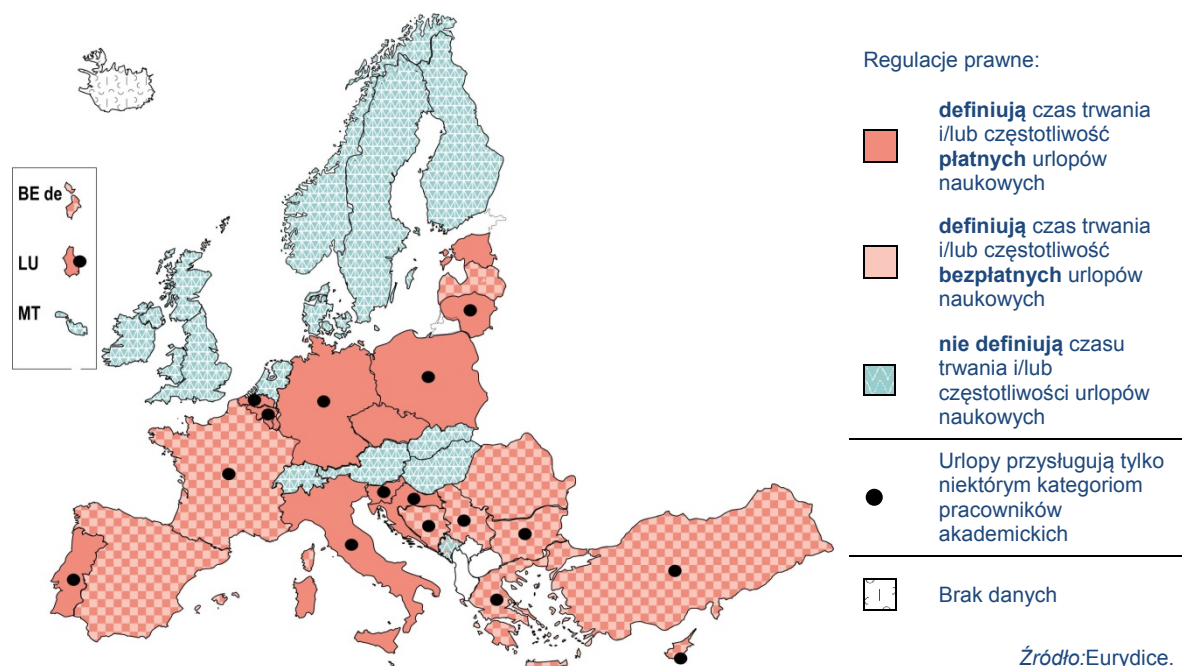 BE de
LU
MT
Regulacje prawne:
definiują czas trwania
i/lub częstotliwość
płatnych urlopów
naukowych
definiują czas trwania
i/lub częstotliwość
bezpłatnych urlopów
naukowych
nie definiują czasu
trwania i/lub
częstotliwości urlopów
naukowych
Urlopy przysługują tylko
niektórym kategoriom
pracowników
akademickich
Brak danych
Źródło:Eurydice.